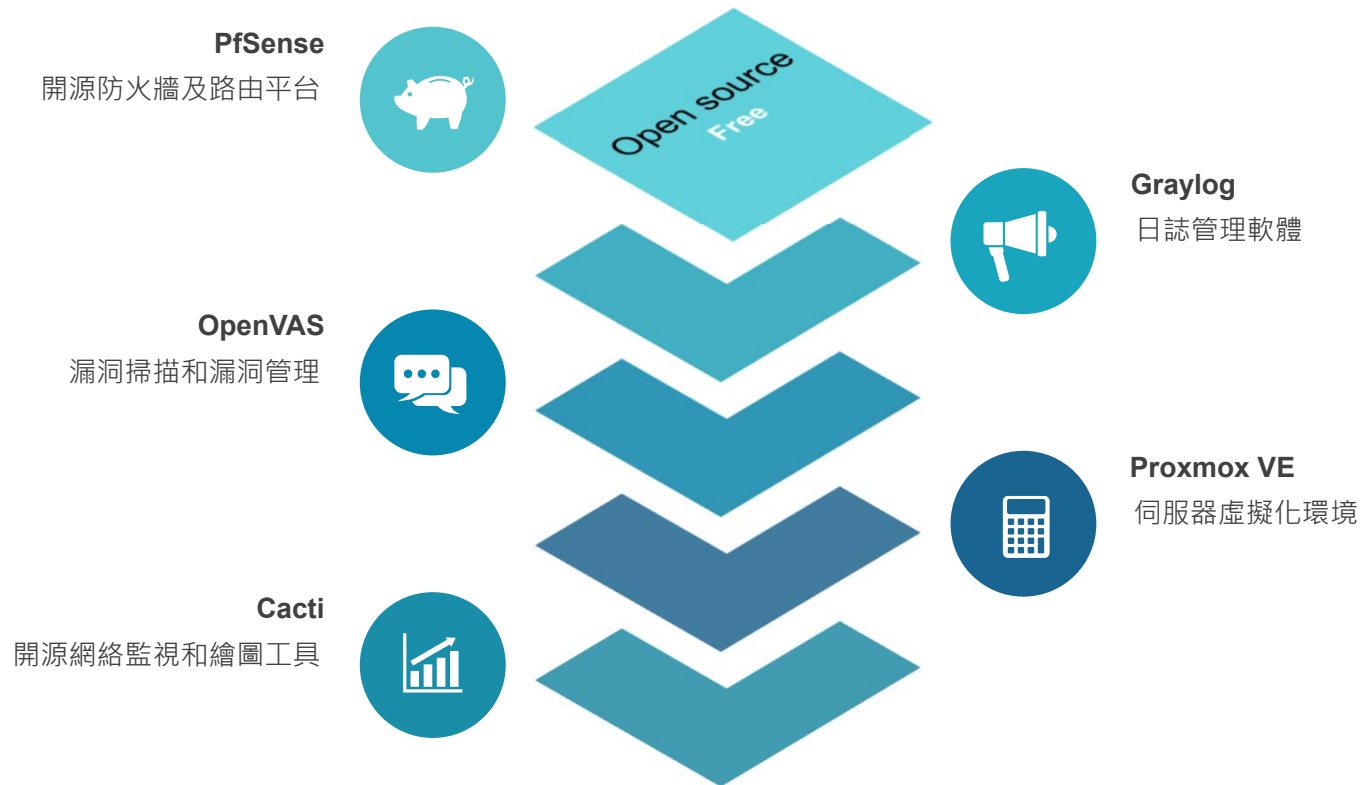 PfSense
開源防火牆及路由平台
Open source
Free
Graylog
日誌管理軟體
OpenVAS
漏洞掃描和漏洞管理
Proxmox VE
伺服器虛擬化環境
Cacti
開源網絡監視和繪圖工具